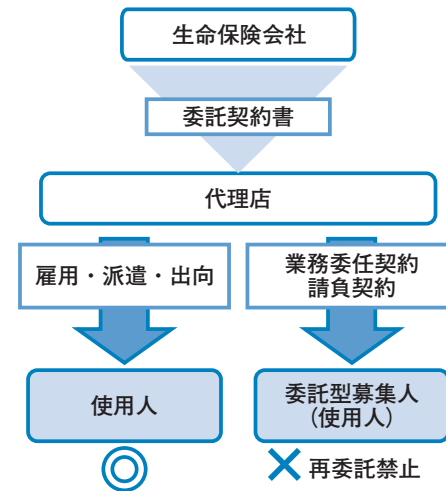 生命保険会社
委託契約書
代理店
雇用・派遣・出向
業務委任契約
請負契約
使用人
委託型募集人
(使用人)
再委託禁止